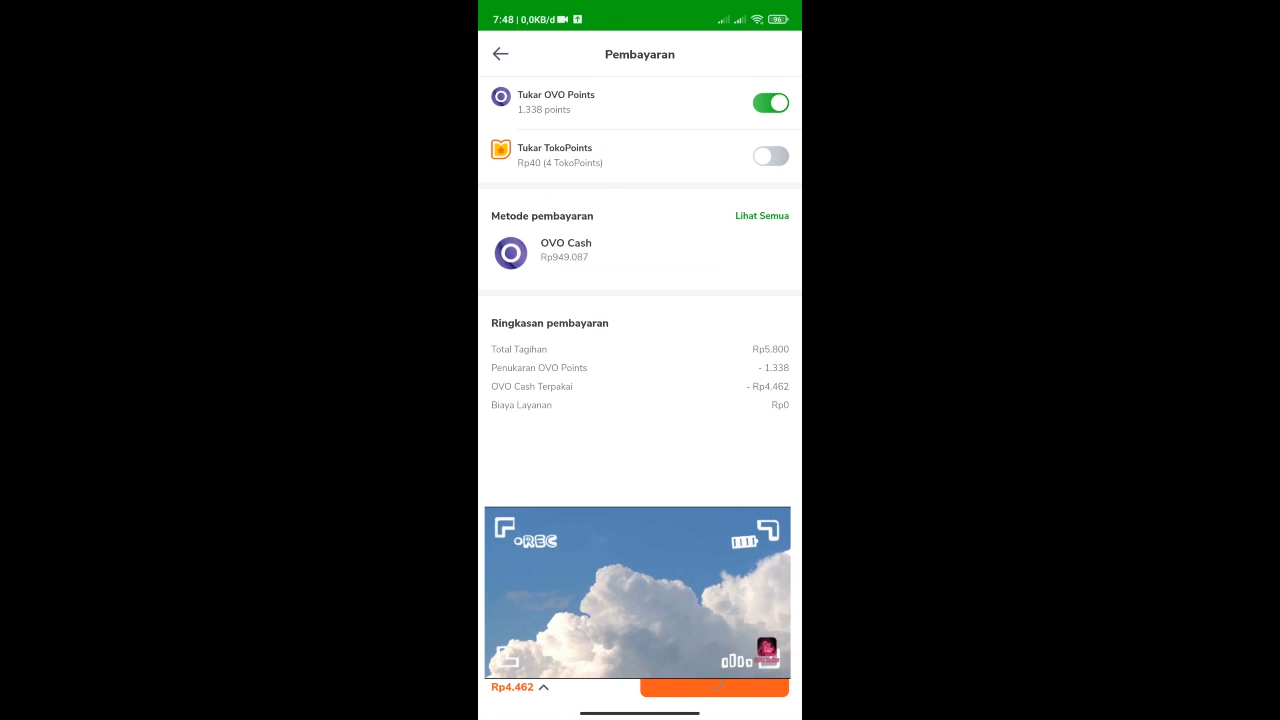 7:48 | 0,0KB/d
96
Pembayaran
Tukar OVO Points
1.338 points
Tukar TokoPoints
Rp40 (4 TokoPoints)
Metode pembayaran
Lihat Semua
OVO Cash
Rp949.087
Ringkasan pembayaran
Total Tagihan Rp5.800
Penukaran OVO Points - 1.338
OVO Cash Terpakai - Rp4.462
Biaya Layanan Rp0
REC
Rp4.462